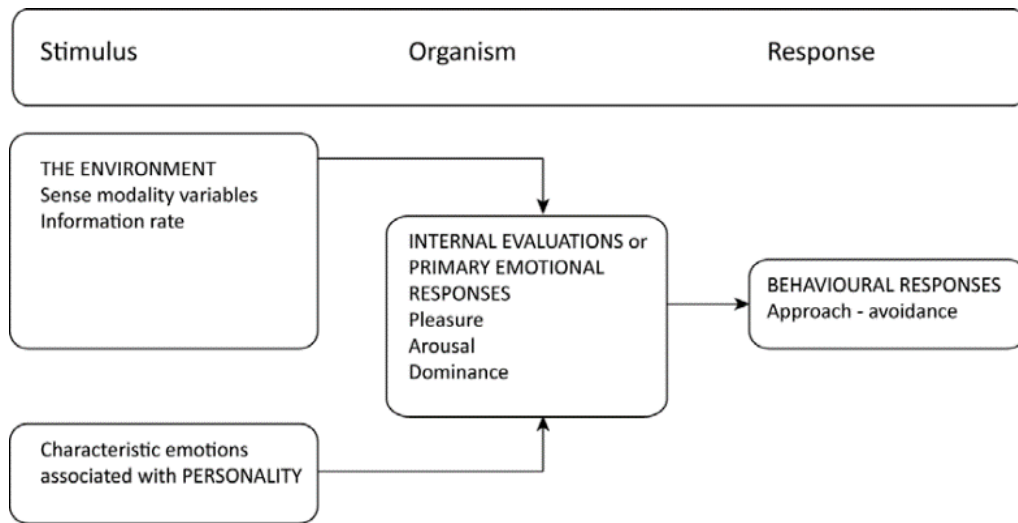 Stimulus
Organism
Response
THE ENVIRONMENT
Sense modality variables
Information rate
INTERNAL EVALUATIONS or
PRIMARY EMOTIONAL
RESPONSES
Pleasure
Arousal
Dominance
BEHAVIOURAL RESPONSES
Approach - avoidance
Characteristic emotions
associated with PERSONALITY